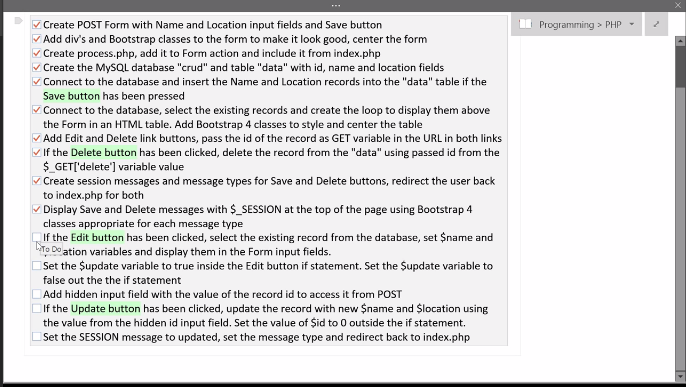 Programming > PHP
Create POST Form with Name and Location input fields and Save button
Add div's and Bootstrap classes to the form to make it look good, center the form
Create process.php, add it to Form action and include it from index.php
Create the MySQL database "crud" and table "data" with id, name and location fields
Connect to the database and insert the Name and Location records into the "data" table if the
Save button has been pressed
Connect to the database, select the existing records and create the loop to display them above
the Form in an HTML table. Add Bootstrap 4 classes to style and center the table
Add Edit and Delete link buttons, pass the id of the record as GET variable in the URL in both links
If the Delete button has been clicked, delete the record from the "data" using passed id from the
$_GET['delete'] variable value
Create session messages and message types for Save and Delete buttons, redirect the user back
to index.php for both
Display Save and Delete messages with $_SESSION at the top of the page using Bootstrap 4
classes appropriate for each message type
If the Edit button has been clicked, select the existing record from the database, set $name and
To Do variables and display them in the Form input fields.
Set the $update variable to true inside the Edit button if statement. Set the $update variable to
false out the the if statement
Add hidden input field with the value of the record id to access it from POST
If the Update button has been clicked, update the record with new $name and $location using
the value from the hidden id input field. Set the value of $id to 0 outside the if statement.
Set the SESSION message to updated, set the message type and redirect back to index.php